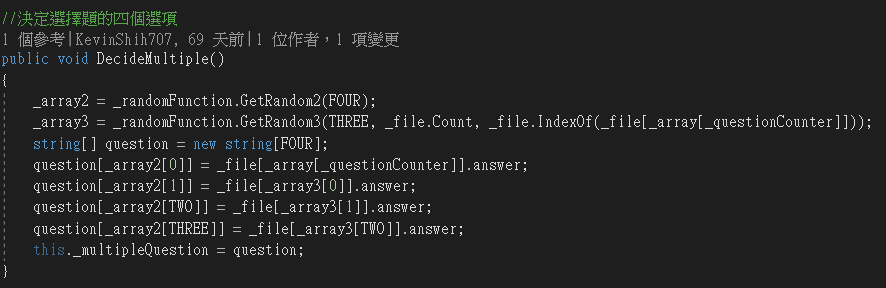 //決定選擇題的四個選項
1 個參考|KevinShih707, 69 天前|1 位作者，1 項變更
public void DecideMultiple()
{
_array2 = _randomFunction.GetRandom2(FOUR);
_array3 = _randomFunction.GetRandom3(THREE, _file.Count, _file.IndexOf(_file[_array[_questionCounter]]));
string[] question = new string[FOUR];
question[_array2[0]] = _file[_array[_questionCounter]].answer;
question[_array2[1]] = _file[_array3[0]].answer;
question[_array2[TWO]] = _file[_array3[1]].answer;
question[_array2[THREE]] = _file[_array3[TWO]].answer;
this._multipleQuestion = question;
}